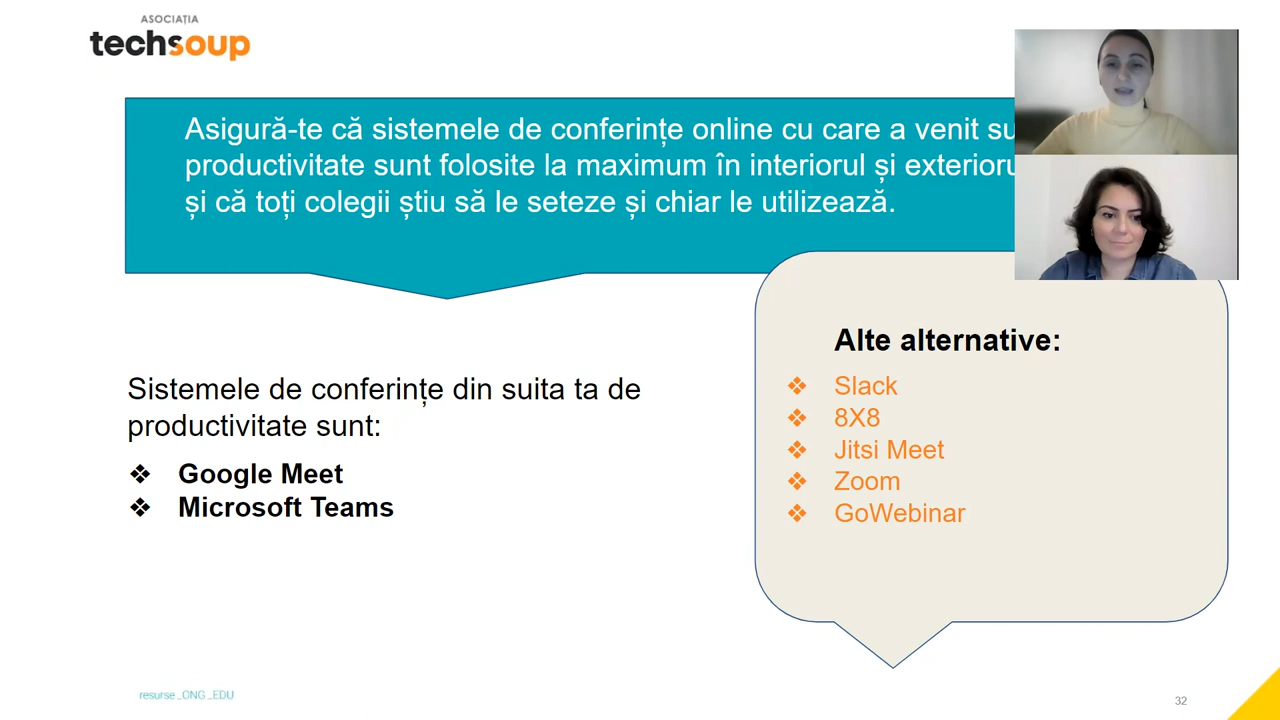 ASOCIAȚIA
techsoup
Asigură-te că sistemele de conferințe online cu care a venit
productivitate sunt folosite la maximum în interiorul și
și că toți colegii știu să le seteze și chiar le utilizează.
Sistemele de conferințe din suita ta de
productivitate sunt:
❖ Google Meet
❖ Microsoft Teams
Alte alternative:
❖ Slack
❖ 8X8
❖ Jitsi Meet
❖ Zoom
❖ GoWebinar
resurse_ONG_EDU
32